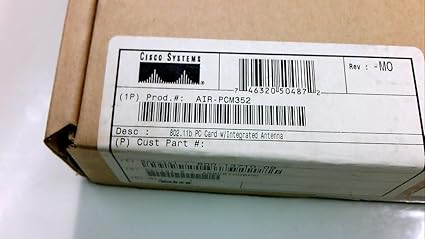 CISCO SYSTEMS
7 46320 50487 2
Rev : -M0
(1P) Prod.#: AIR-PCM352
Desc : 802.11b PC Card w/Integrated Antenna
(P) Cust Part #: